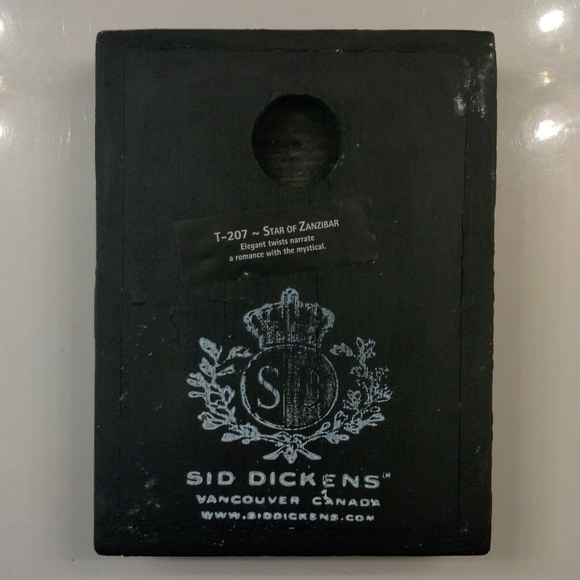 T-207 ~ STAR OF ZANZIBAR
Elegant twists narrate
a romance with the mystical.
SD
SID DICKENS®
VANCOUVER CANADA
WWW.SIDDICKENS.COM